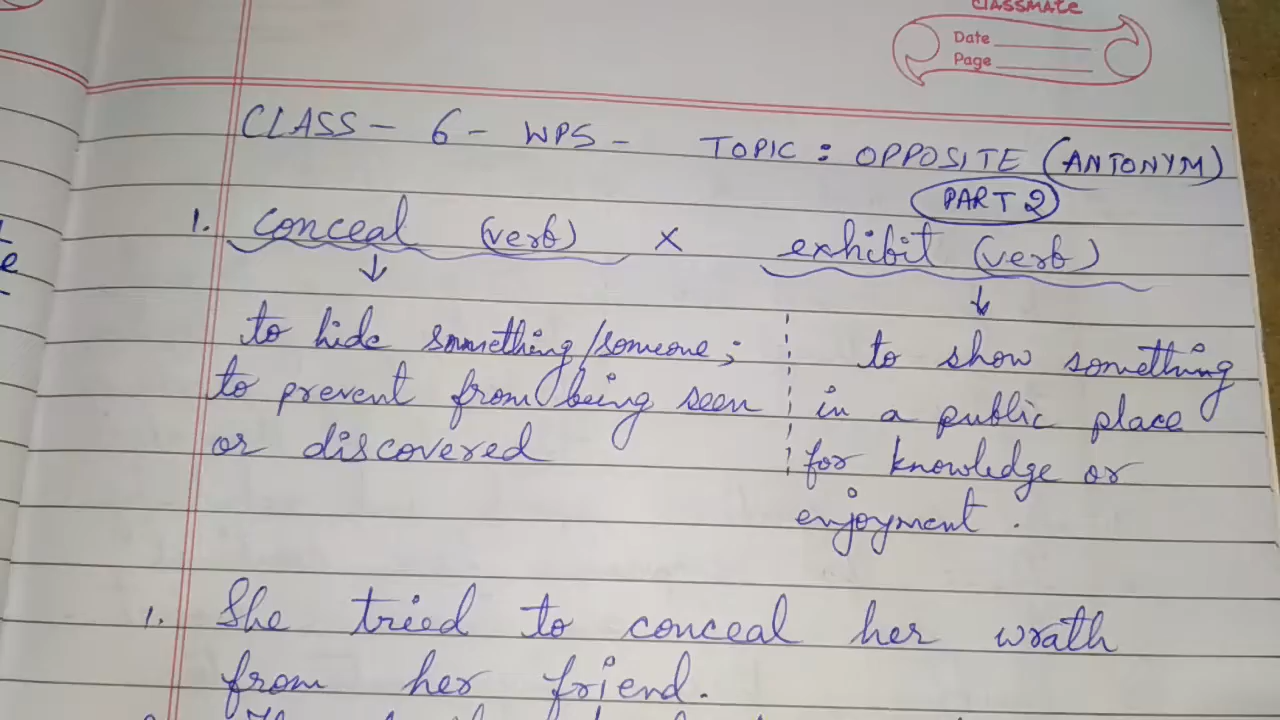 CLASSMATE
Date
Page
CLASS - 6 - WPS - TOPIC : OPPOSITE (ANTONYM)
PART 2
1. conceal (verb) × exhibit (verb)
to hide something/someone;
to prevent from being seen
or discovered
to show something
in a public place
for knowledge or
enjoyment.
1. She tried to conceal her wrath
from her friend.